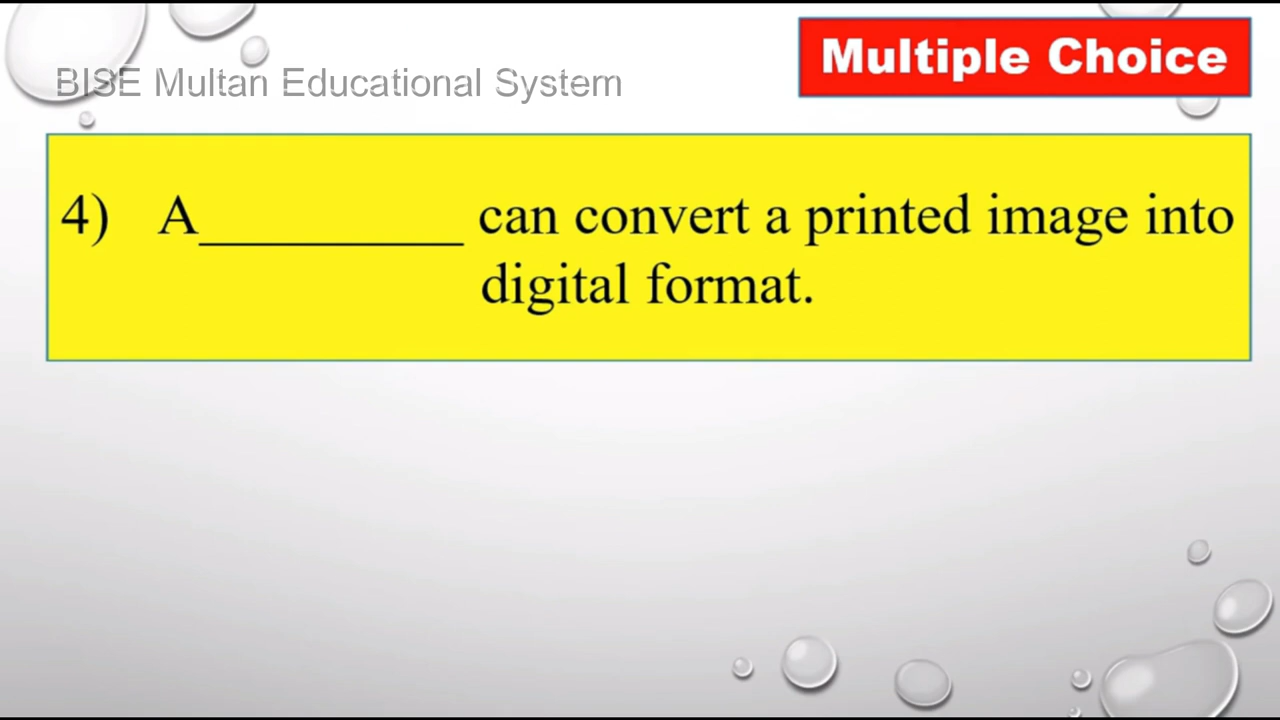 Multiple Choice
BISE Multan Educational System
4) A__________ can convert a printed image into
digital format.